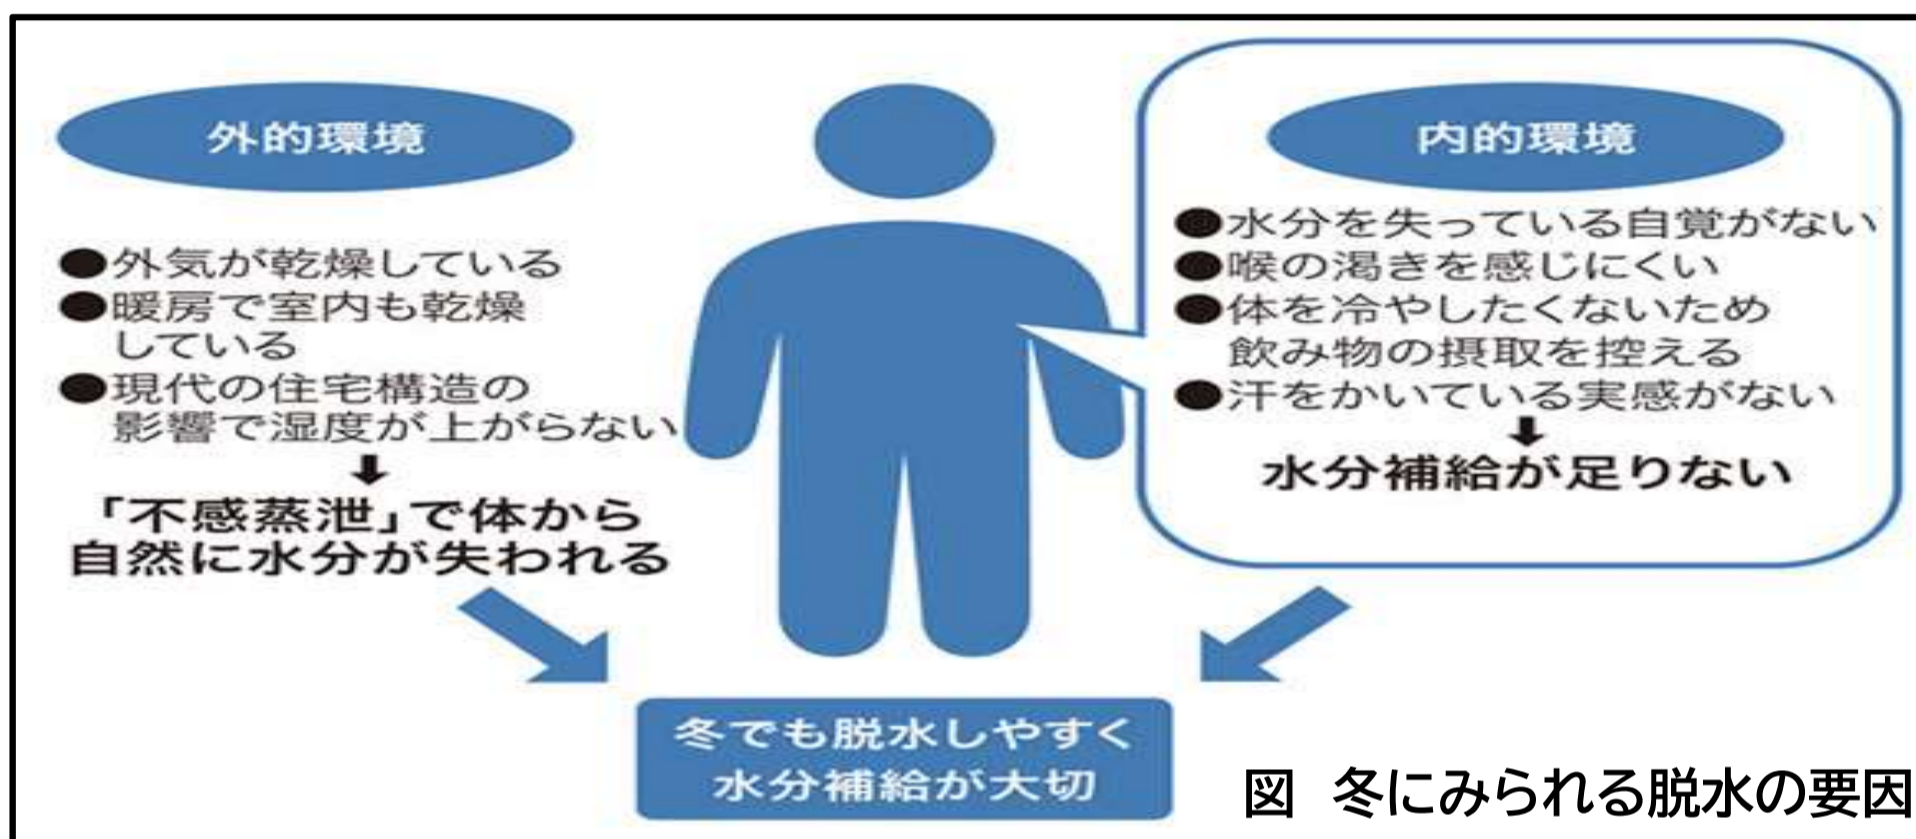 外的環境
●外気が乾燥している
●暖房で室内も乾燥
している
●現代の住宅構造の
影響で湿度が上がらない
⬇
「不感蒸泄」で体から
自然に水分が失われる
内的環境
●水分を失っている自覚がない
●喉の渇きを感じにくい
●体を冷やしたくないため
飲み物の摂取を控える
●汗をかいている実感がない
⬇
水分補給が足りない
冬でも脱水しやすく
水分補給が大切
図 冬にみられる脱水の要因